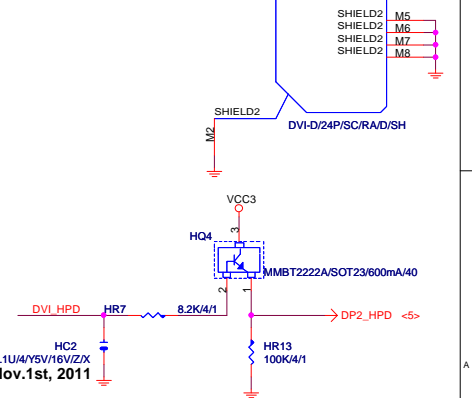 SHIELD2 M5
SHIELD2 M6
SHIELD2 M7
SHIELD2 M8
SHIELD2
M2
DVI-D/24P/SC/RA/D/SH
VCC3
3
HQ4
MMBT2222A/SOT23/600mA/40
2
1
DVI_HPD
HR7
8.2K/4/1
DP2_HPD <5>
HC2
.1U/4/Y5V/16V/Z/X
HR13
100K/4/1
Nov.1st, 2011
A